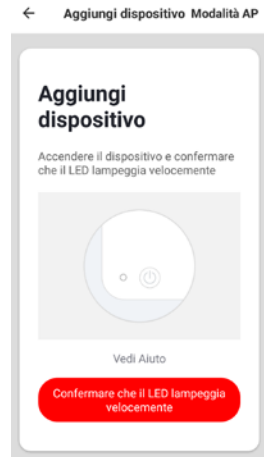 Aggiungi dispositivo Modalità AP
Aggiungi
dispositivo
Accendere il dispositivo e confermare
che il LED lampeggia velocemente
Vedi Aiuto
Confermare che il LED lampeggia
velocemente